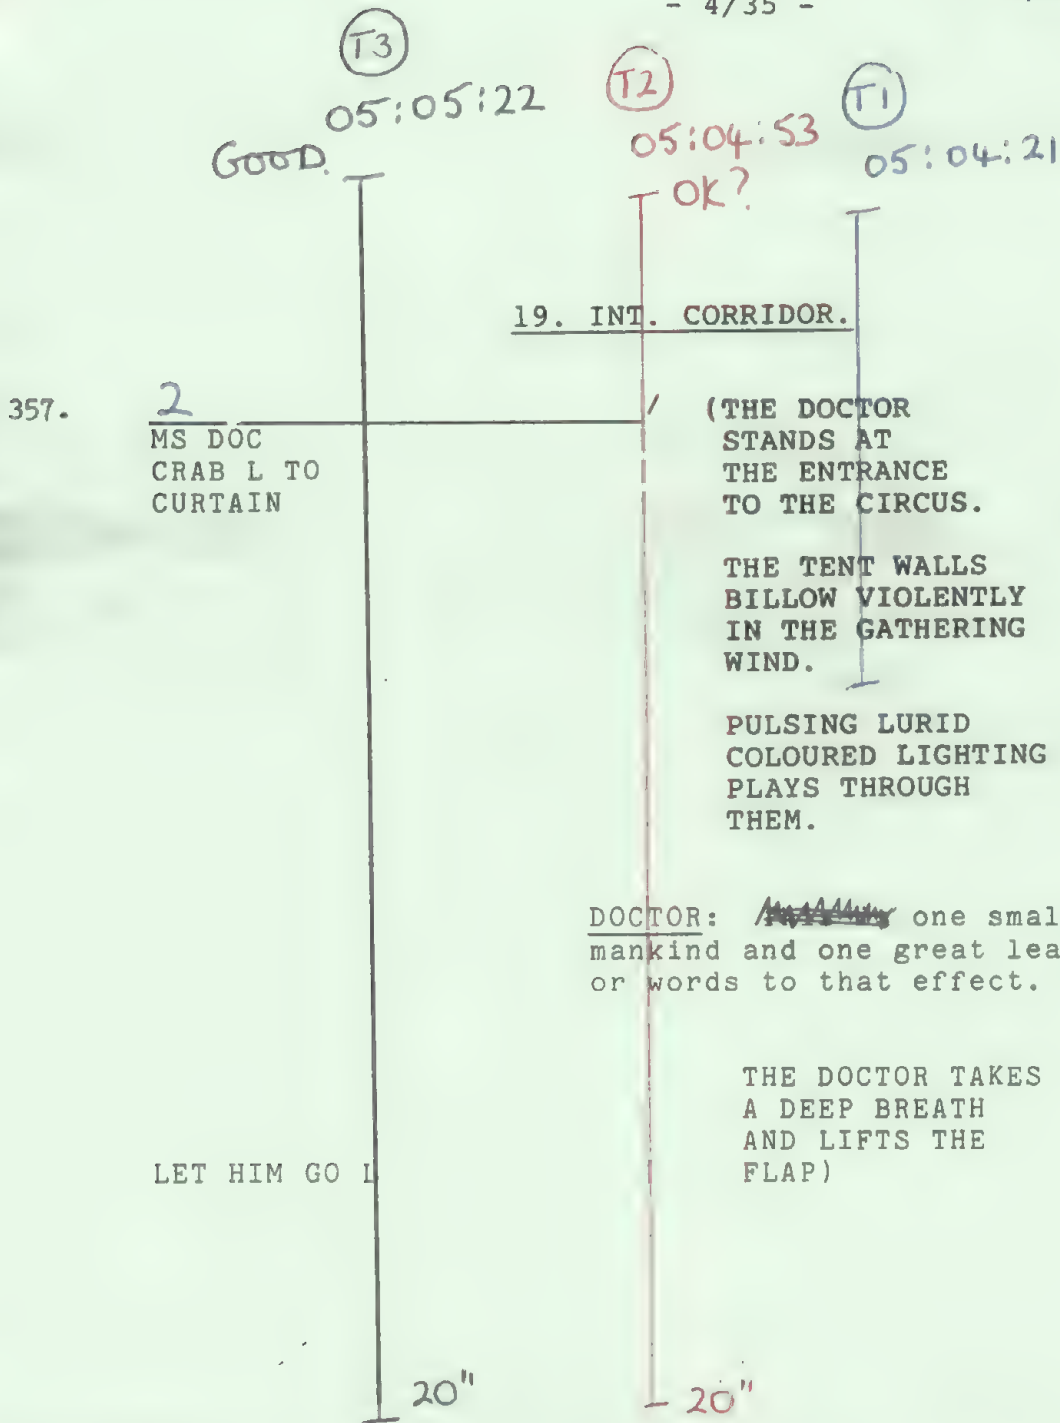 - 4/35 -
T3
T2
T1
05:05:22
05:04:53
05:04:21
GOOD.
OK?
19. INT. CORRIDOR.
357. 2 / (THE DOCTOR
MS DOC STANDS AT
CRAB L TO THE ENTRANCE
CURTAIN TO THE CIRCUS.
THE TENT WALLS
BILLOW VIOLENTLY
IN THE GATHERING
WIND.
PULSING LURID
COLOURED LIGHTING
PLAYS THROUGH
THEM.
DOCTOR: one smal
mankind and one great lea
or words to that effect.
THE DOCTOR TAKES
A DEEP BREATH
AND LIFTS THE
LET HIM GO L FLAP)
20"
20"